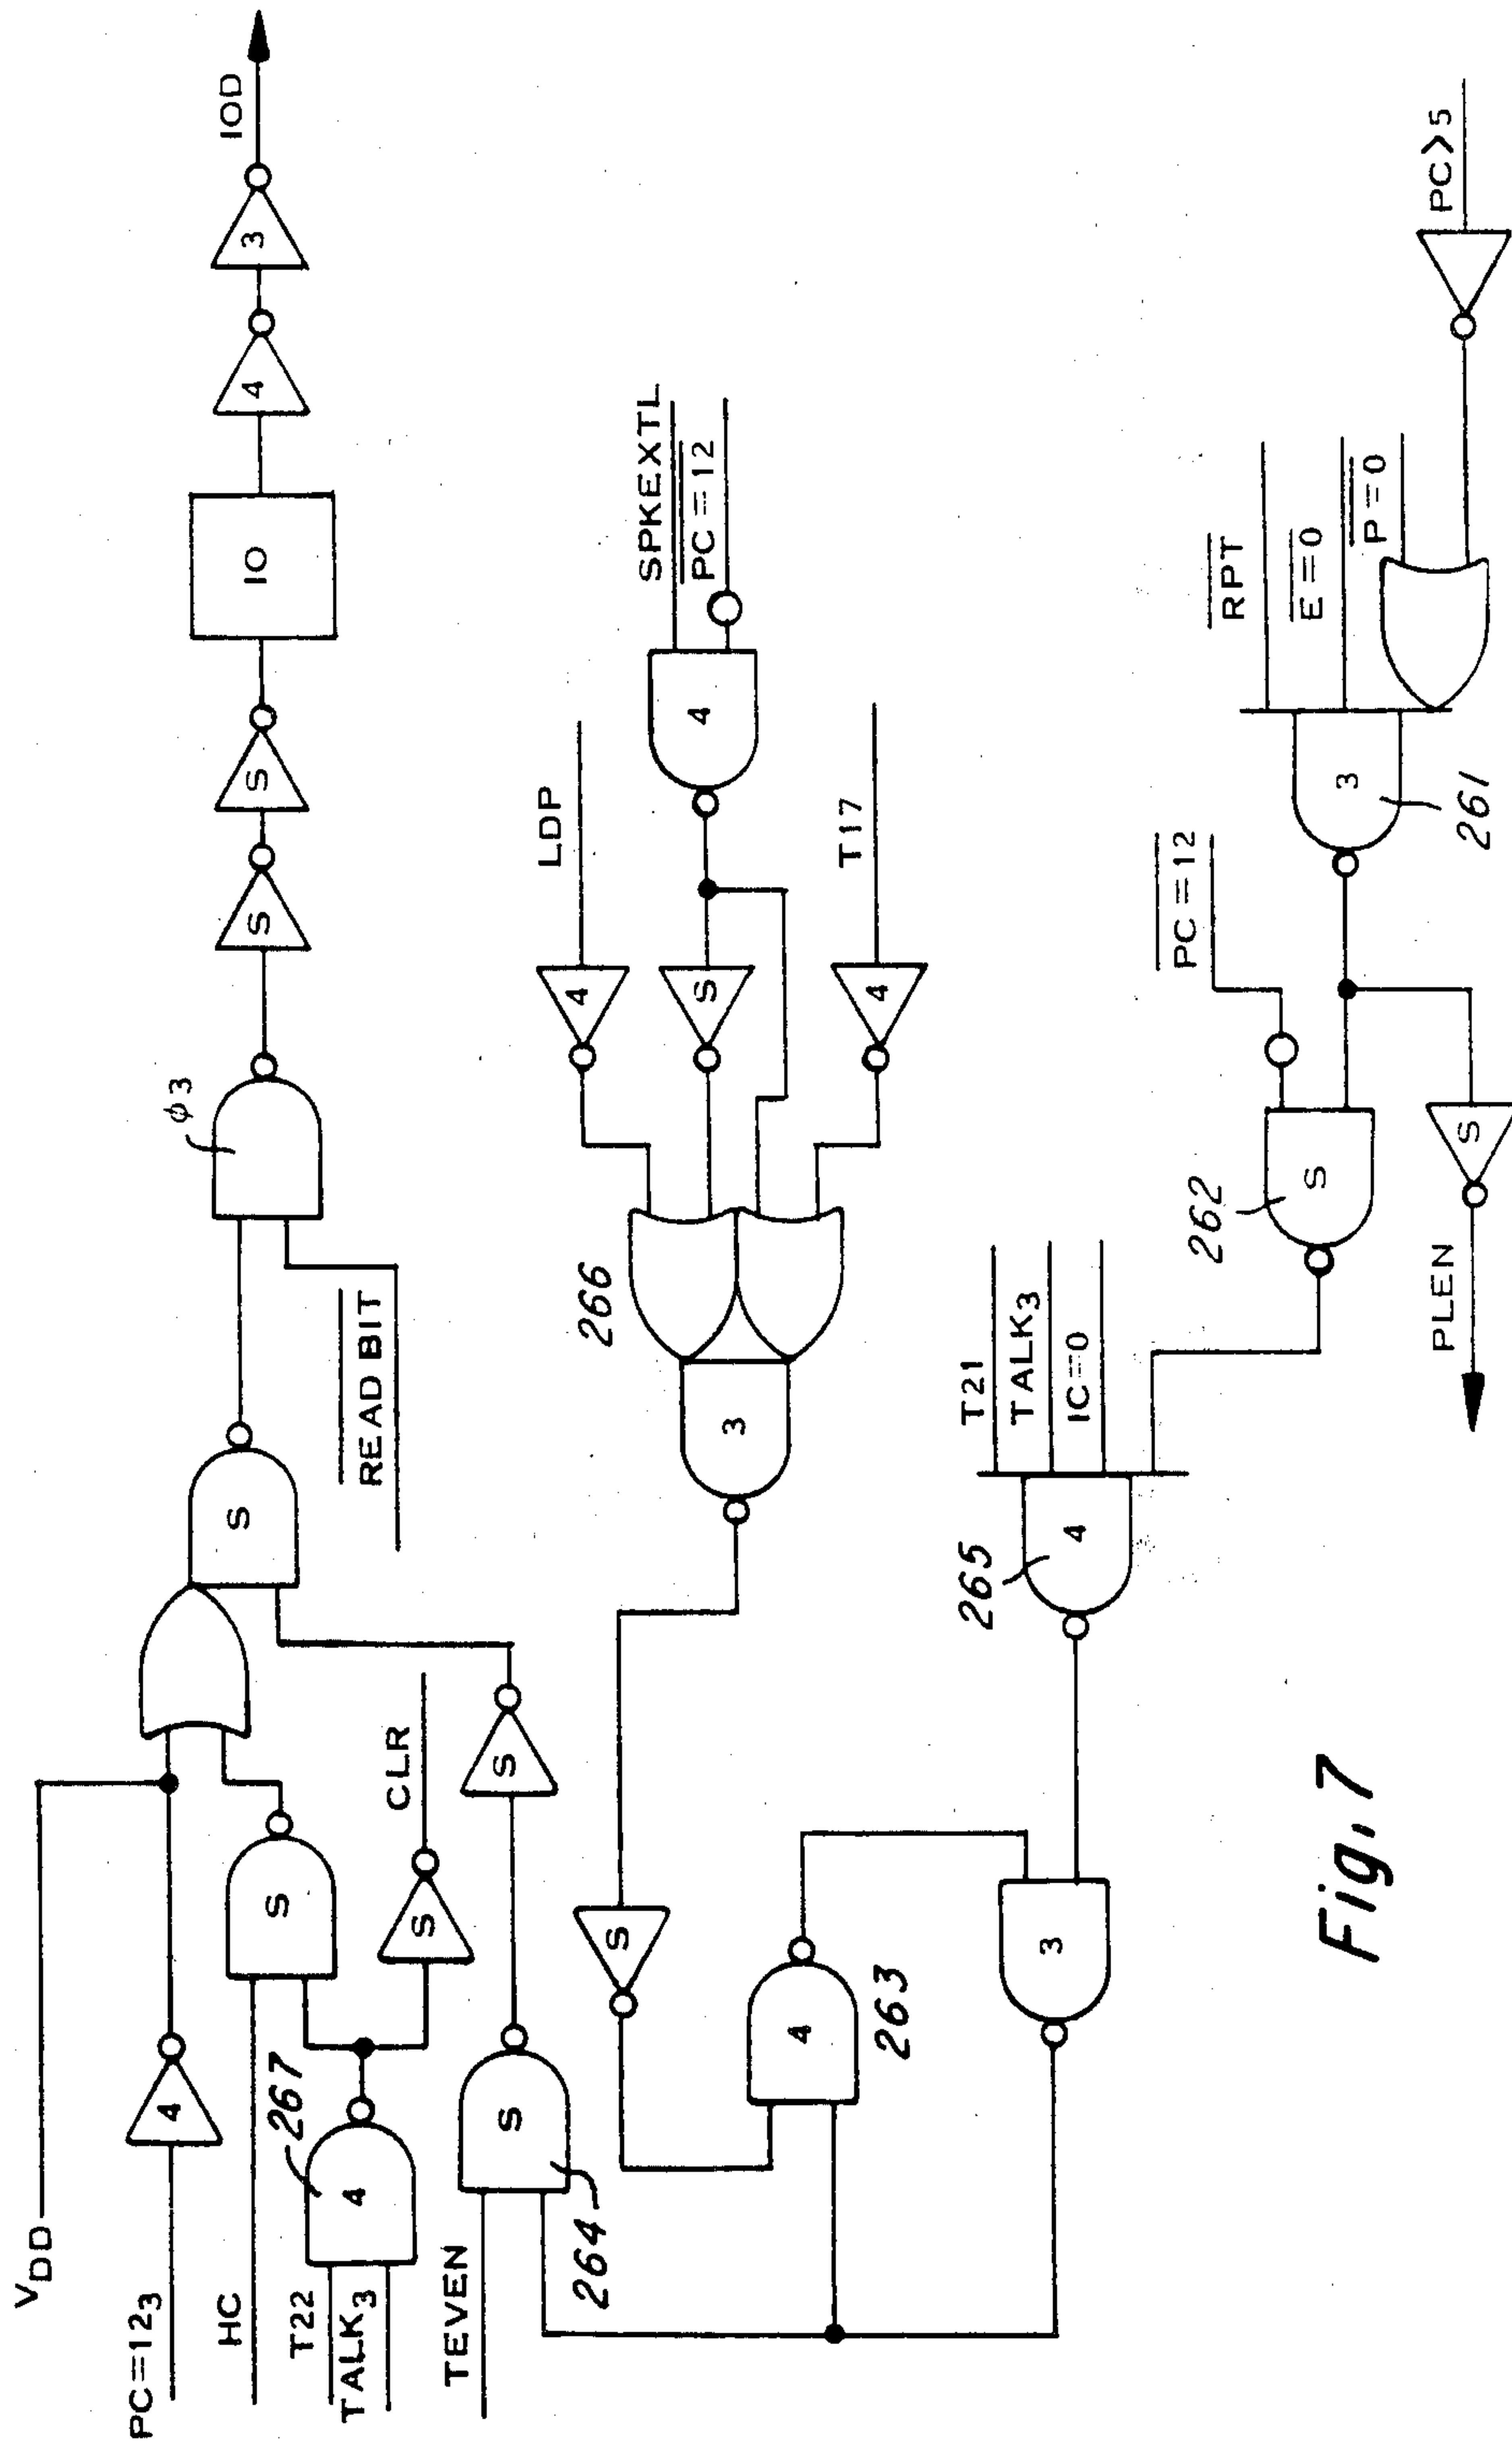 V_DD
PC=12₃
4
HC
S
T22
TALK₃
267
4
S
CLR
TEVEN
S
264
S
S
φ3
READ BIT
S
S
IO
4
3
IOD
LDP
4
SPKEXTL
PC=12
4
S
T17
4
266
3
S
4
263
3
T21
TALK₃
IC=0
265
4
PC=12
262
S
PLEN
S
RPT
E=0
P=0
3
261
PC>5
Fig. 7